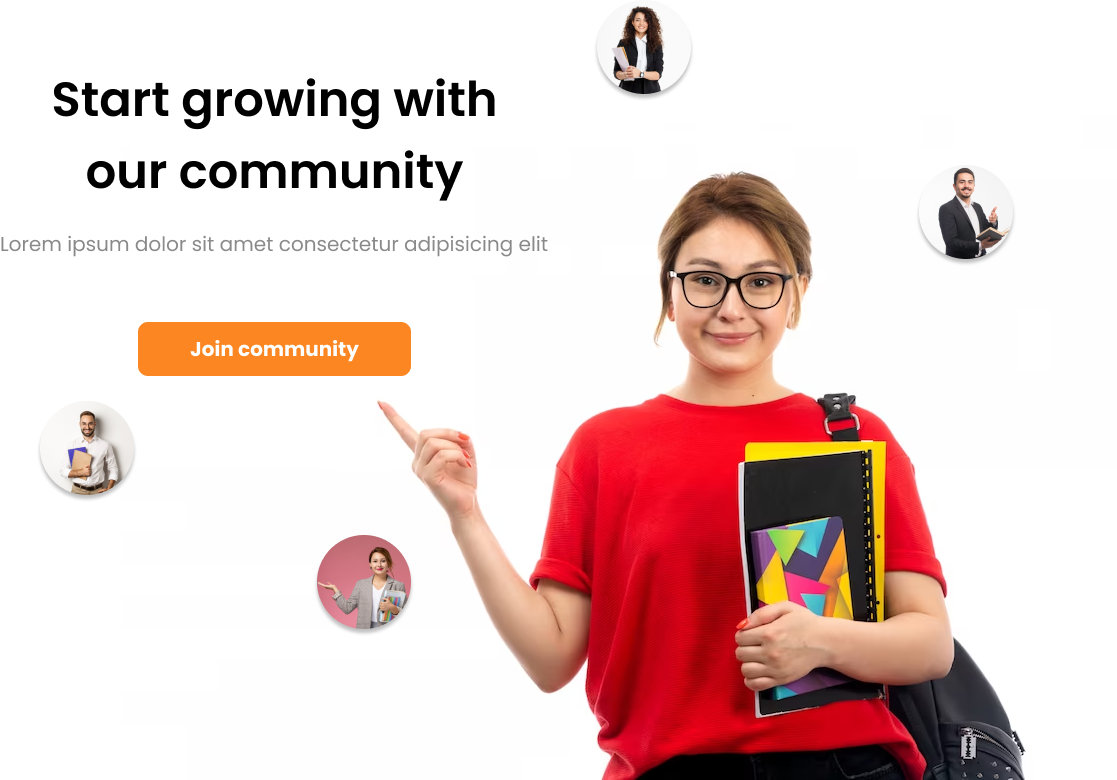 Start growing with
our community
Lorem ipsum dolor sit amet consectetur adipisicing elit
Join community